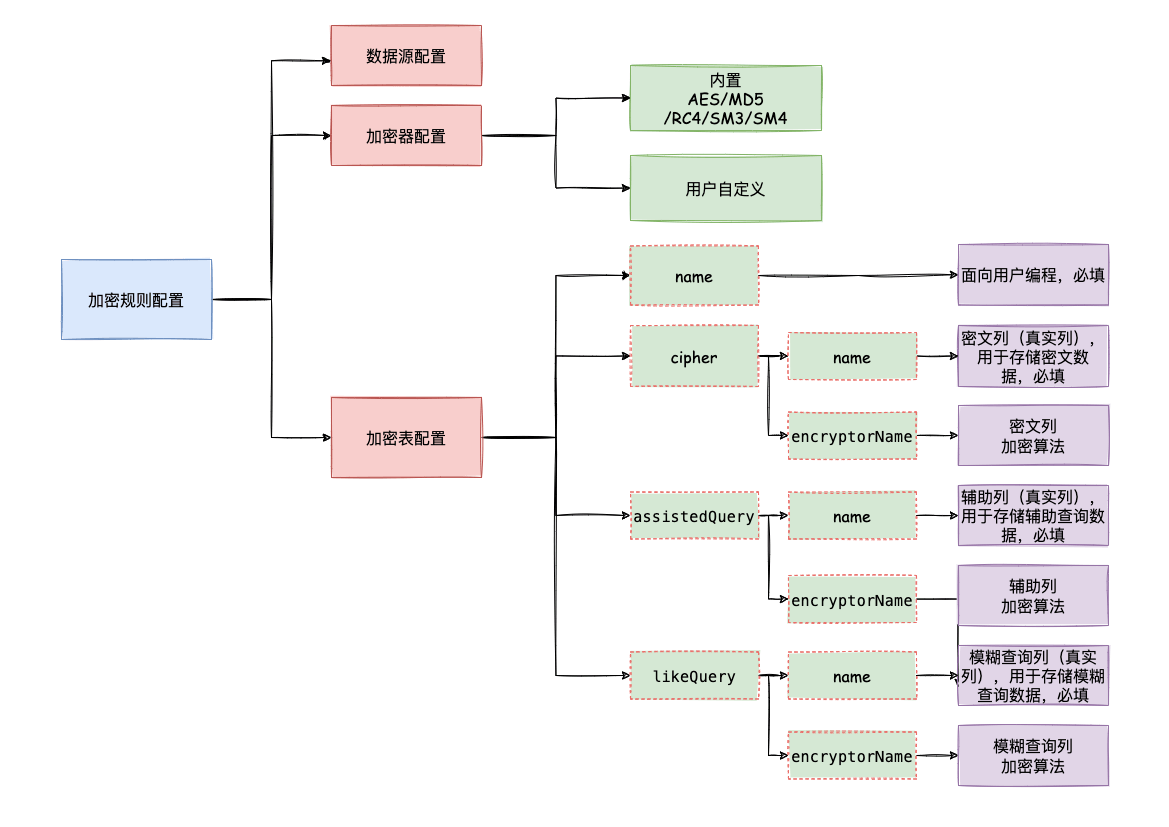 数据源配置
内置
AES/MD5
/RC4/SM3/SM4
加密器配置
用户自定义
加密规则配置
name
面向用户编程，必填
cipher
name
密文列（真实列），
用于存储密文数
据，必填
encryptorName
密文列
加密算法
加密表配置
assistedQuery
name
辅助列（真实列），
用于存储辅助查询数
据，必填
encryptorName
辅助列
加密算法
likeQuery
name
模糊查询列（真实
列），用于存储模糊
查询数据，必填
encryptorName
模糊查询列
加密算法